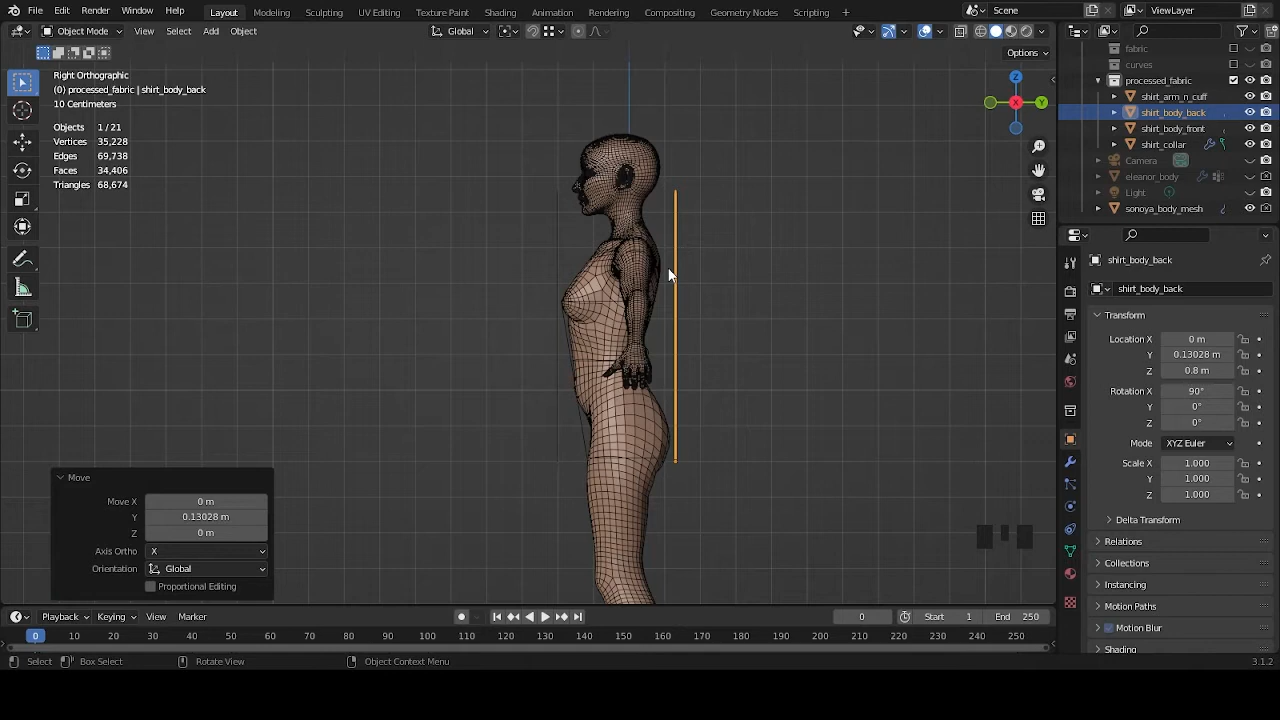 File Edit Render Window Help Layout Modeling Sculpting UV Editing Texture Paint Shading Animation Rendering Compositing Geometry Nodes Scripting + Scene ViewLayer
Object Mode View Select Add Object Global
Options
Right Orthographic
(0) processed_fabric | shirt_body_back
10 Centimeters
Objects 1 / 21
Vertices 35,228
Edges 69,738
Faces 34,406
Triangles 68,674
Z
X
Y
Move
Move X 0 m
Y 0.13028 m
Z 0 m
Axis Ortho X
Orientation Global
Proportional Editing
fabric
curves
processed_fabric
shirt_arm_n_cuff
shirt_body_back
shirt_body_front
shirt_collar
Camera
eleanor_body
Light
sonoya_body_mesh
shirt_body_back
shirt_body_back
Transform
Location X 0 m
Y 0.13028 m
Z 0.8 m
Rotation X 90°
Y 0°
Z 0°
Mode XYZ Euler
Scale X 1.000
Y 1.000
Z 1.000
Delta Transform
Relations
Collections
Instancing
Motion Paths
Motion Blur
Shading
Playback Keying View Marker 0 Start 1 End 250
0 10 20 30 40 50 60 70 80 90 100 110 120 130 140 150 160 170 180 190 200 210 220 230 240 250
Select Box Select Rotate View Object Context Menu 3.1.2